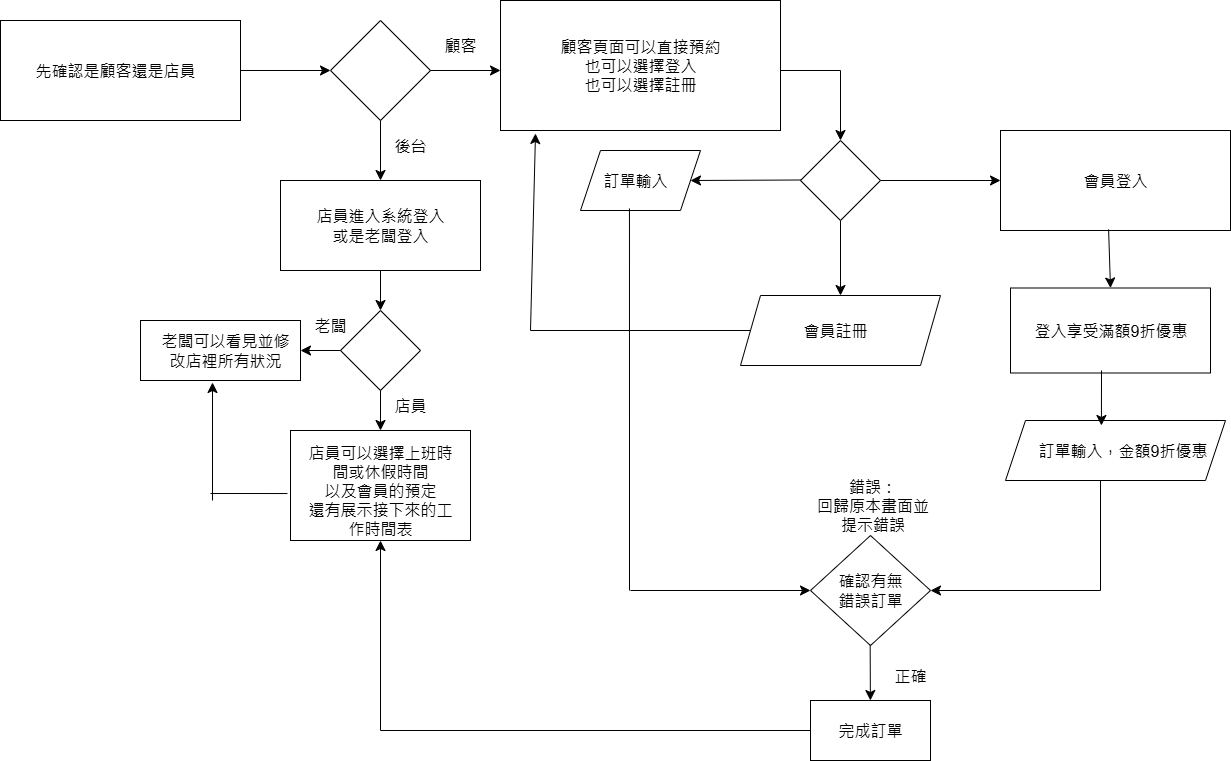 先確認是顧客還是店員
顧客
顧客頁面可以直接預約
也可以選擇登入
也可以選擇註冊
後台
訂單輸入
會員登入
店員進入系統登入
或是老闆登入
會員註冊
登入享受滿額9折優惠
老闆
老闆可以看見並修
改店裡所有狀況
店員
店員可以選擇上班時
間或休假時間
以及會員的預定
還有展示接下來的工
作時間表
訂單輸入，金額9折優惠
錯誤：
回歸原本畫面並
提示錯誤
確認有無
錯誤訂單
正確
完成訂單